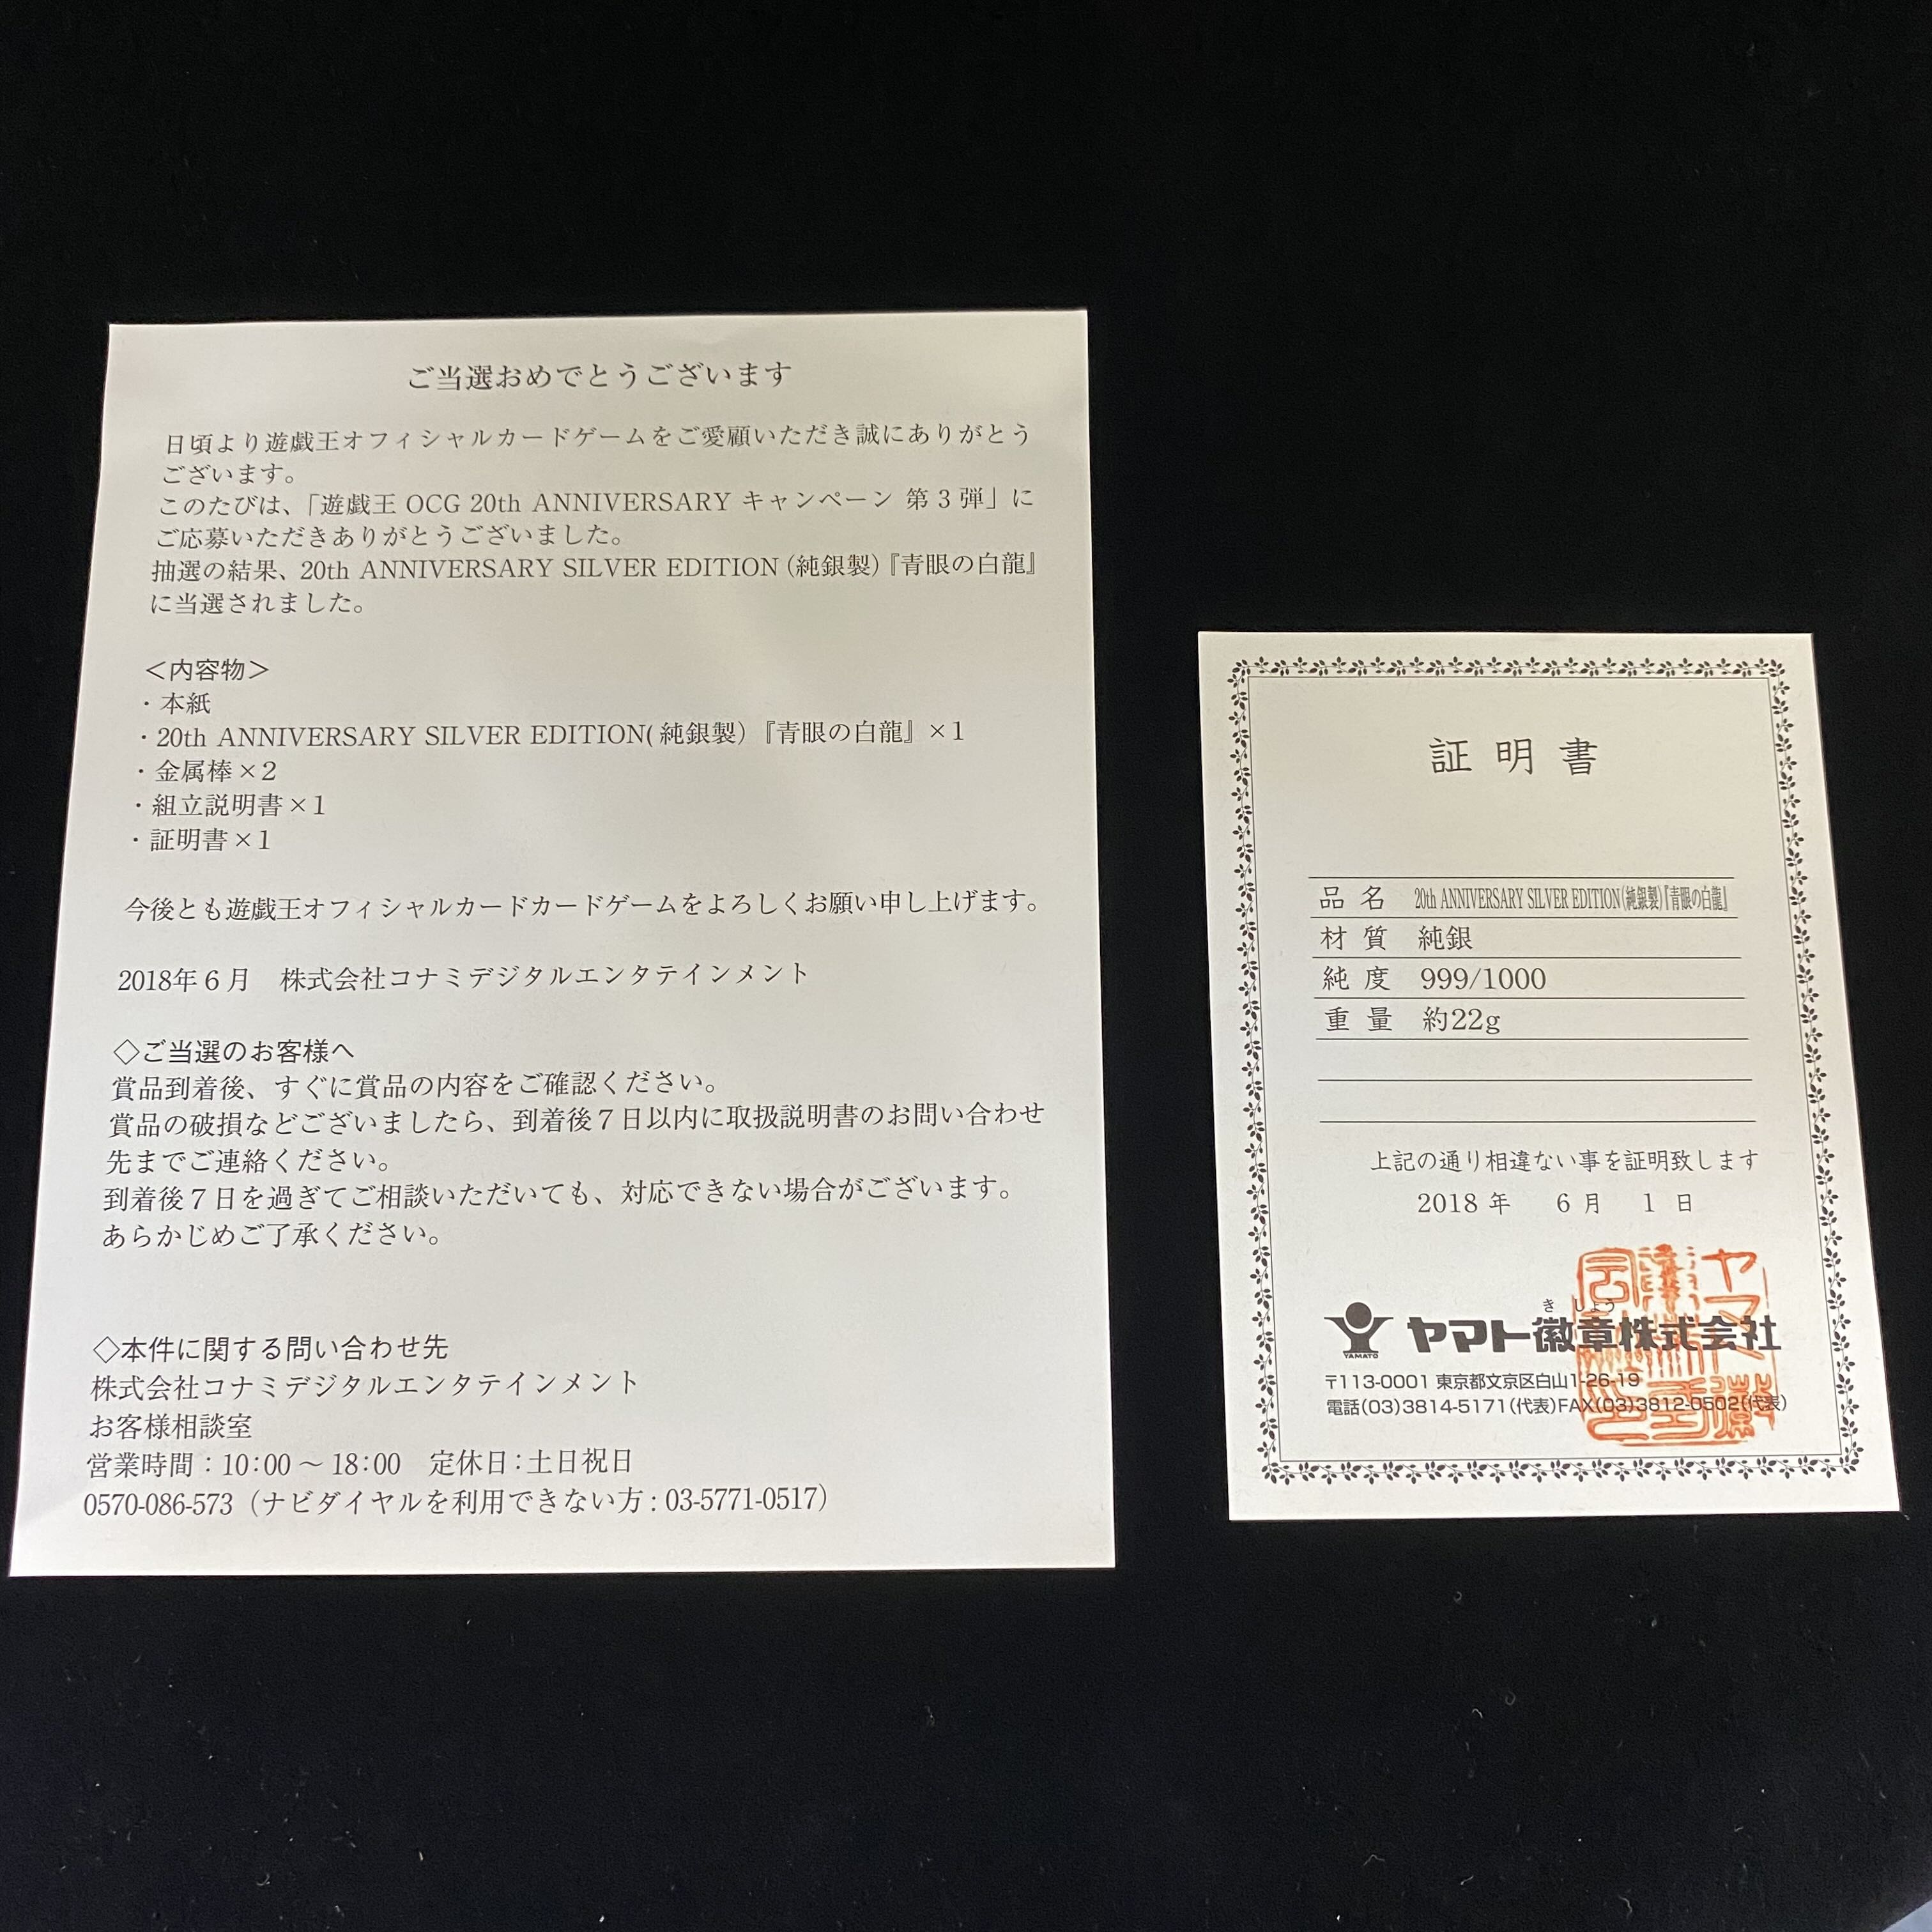 ご当選おめでとうございます
日頃より遊戯王オフィシャルカードゲームをご愛顧いただき誠にありがとう
ございます。
このたびは、「遊戯王 OCG 20th ANNIVERSARY キャンペーン 第3弾」に
ご応募いただきありがとうございました。
抽選の結果、20th ANNIVERSARY SILVER EDITION（純銀製）『青眼の白龍』
に当選されました。
＜内容物＞
・本紙
・20th ANNIVERSARY SILVER EDITION(純銀製）『青眼の白龍』×1
・金属棒×2
・組立説明書×1
・証明書×1
今後とも遊戯王オフィシャルカードカードゲームをよろしくお願い申し上げます。
2018年6月　株式会社コナミデジタルエンタテインメント
◇ご当選のお客様へ
賞品到着後、すぐに賞品の内容をご確認ください。
賞品の破損などございましたら、到着後7日以内に取扱説明書のお問い合わせ
先までご連絡ください。
到着後7日を過ぎてご相談いただいても、対応できない場合がございます。
あらかじめご了承ください。
◇本件に関する問い合わせ先
株式会社コナミデジタルエンタテインメント
お客様相談室
営業時間：10：00～18：00　定休日：土日祝日
0570-086-573（ナビダイヤルを利用できない方：03-5771-0517）
証明書
品名 20th ANNIVERSARY SILVER EDITION(純銀製)『青眼の白龍』
材質 純銀
純度 999/1000
重量 約22g
上記の通り相違ない事を証明致します
2018年 6月 1日
きしょう
YAMATO ヤマト徽章株式会社
〒113-0001 東京都文京区白山1-26-19
電話(03)3814-5171(代表)FAX(03)3812-0502(代表)